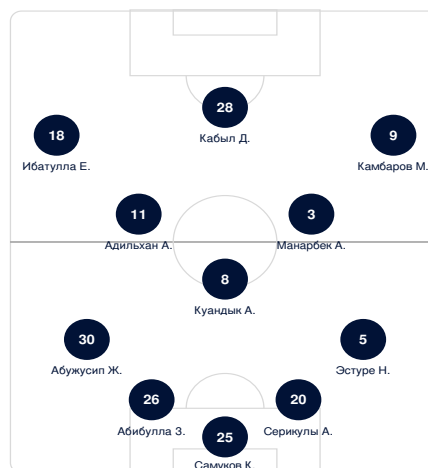 28
Кабыл Д.
18
Ибатулла Е.
9
Камбаров М.
11
Адильхан А.
3
Манарбек А.
8
Куандык А.
30
Абужусип Ж.
5
Эстуре Н.
26
Абибулла З.
20
Серикулы А.
25
Самуков К.